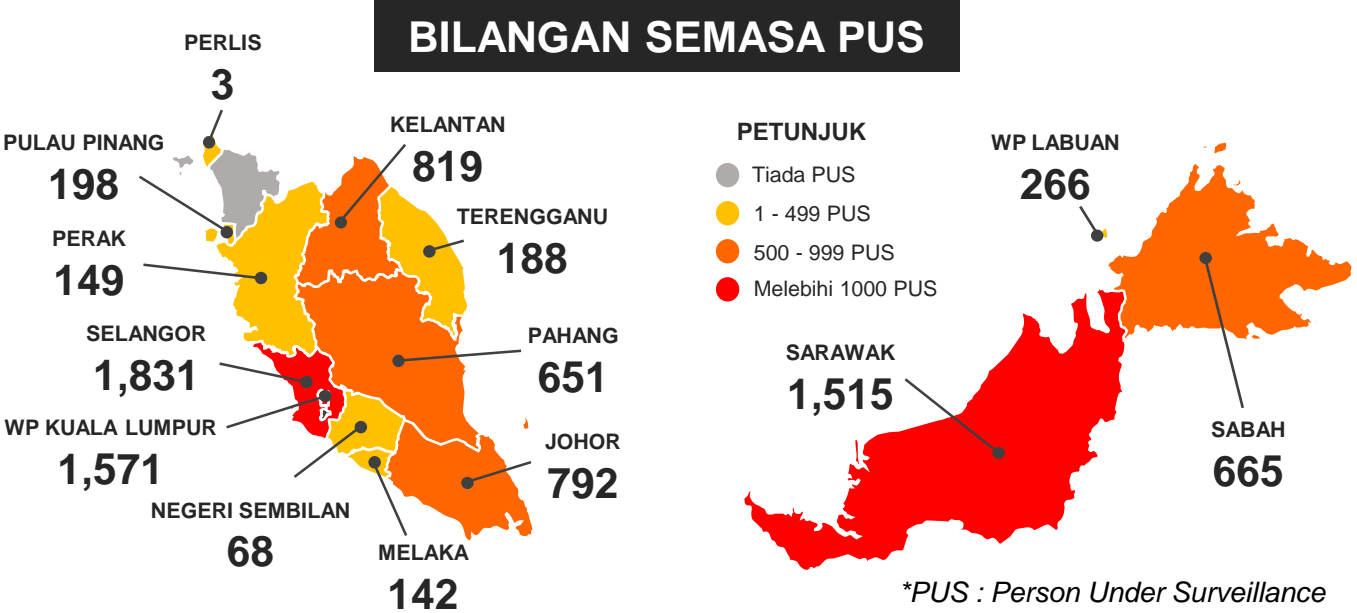 BILANGAN SEMASA PUS
PERLIS
3
PULAU PINANG
198
PERAK
149
SELANGOR
1,831
WP KUALA LUMPUR
1,571
NEGERI SEMBILAN
68
MELAKA
142
KELANTAN
819
TERENGGANU
188
PAHANG
651
JOHOR
792
PETUNJUK
Tiada PUS
1 - 499 PUS
500 - 999 PUS
Melebihi 1000 PUS
WP LABUAN
266
SARAWAK
1,515
SABAH
665
*PUS : Person Under Surveillance